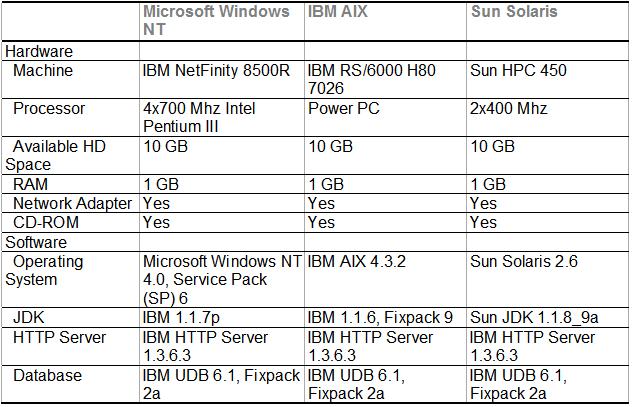 Microsoft Windows NT IBM AIX Sun Solaris
Hardware
Machine IBM NetFinity 8500R IBM RS/6000 H80 7026 Sun HPC 450
Processor 4x700 Mhz Intel Pentium III Power PC 2x400 Mhz
Available HD Space 10 GB 10 GB 10 GB
RAM 1 GB 1 GB 1 GB
Network Adapter Yes Yes Yes
CD-ROM Yes Yes Yes
Software
Operating System Microsoft Windows NT 4.0, Service Pack (SP) 6 IBM AIX 4.3.2 Sun Solaris 2.6
JDK IBM 1.1.7p IBM 1.1.6, Fixpack 9 Sun JDK 1.1.8_9a
HTTP Server IBM HTTP Server 1.3.6.3 IBM HTTP Server 1.3.6.3 IBM HTTP Server 1.3.6.3
Database IBM UDB 6.1, Fixpack 2a IBM UDB 6.1, Fixpack 2a IBM UDB 6.1, Fixpack 2a